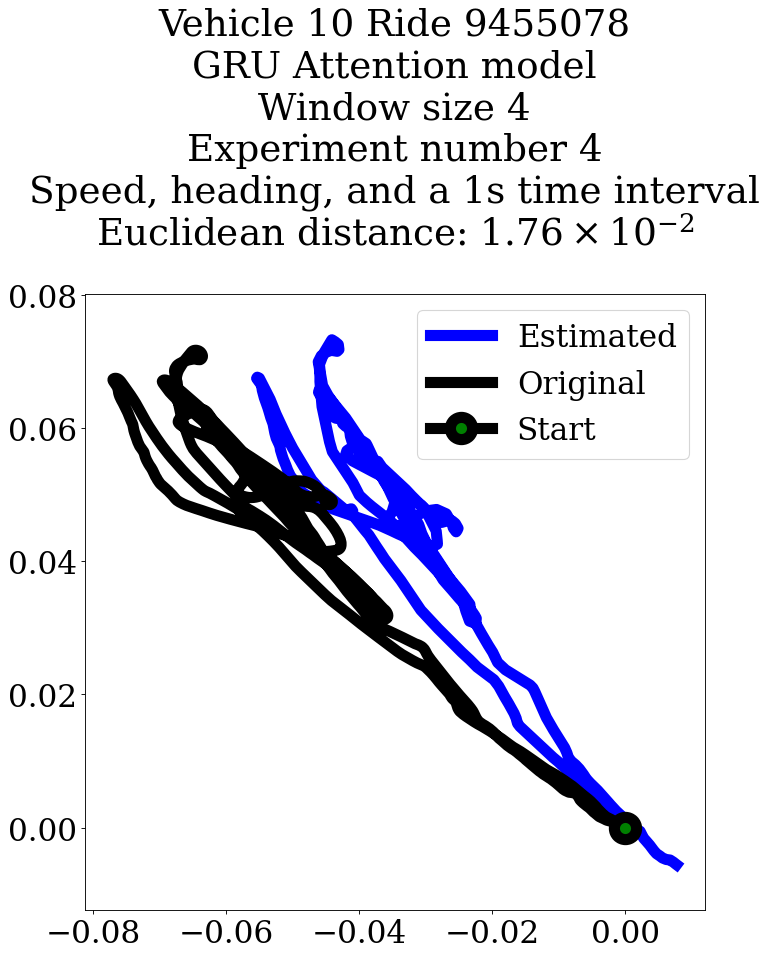 Vehicle 10 Ride 9455078
GRU Attention model
Window size 4
Experiment number 4
Speed, heading, and a 1s time interval
Euclidean distance: 1.76 × 10⁻²
0.08
0.06
0.04
0.02
0.00
Estimated
Original
Start
−0.08 −0.06 −0.04 −0.02 0.00